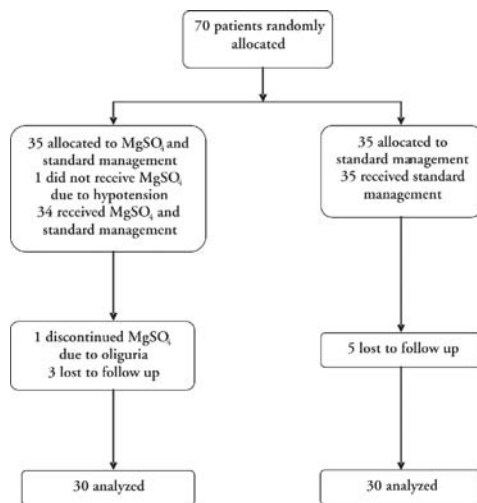 70 patients randomly
allocated
35 allocated to MgSO₄ and
standard management
1 did not receive MgSO₄
due to hypotension
34 received MgSO₄ and
standard management
35 allocated to
standard management
35 received standard
management
1 discontinued MgSO₄
due to oliguria
3 lost to follow up
5 lost to follow up
30 analyzed
30 analyzed